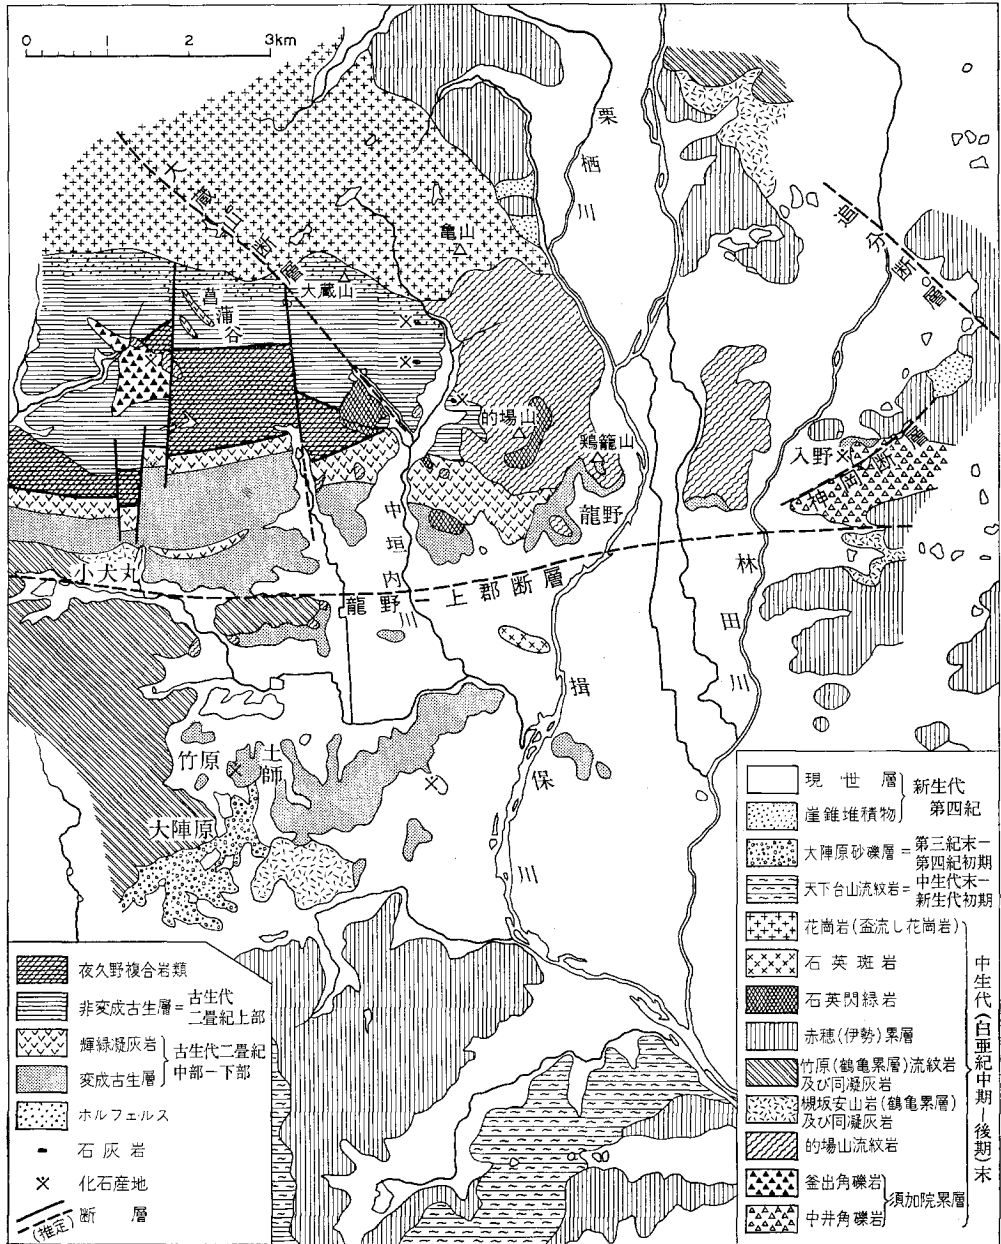 0 1 2 3km
栗栖川
大蔵山断層
亀山
大蔵山
菖蒲谷
追分断層
的場山
鶏籠山
入野
神岡断層
龍野
中垣内川
小犬丸
龍野－上郡断層
林田川
揖保川
竹原
土師
大陣原
現世層
崖錐堆積物
新生代
第四紀
大陣原砂礫層＝第三紀末－
第四紀初期
天下台山流紋岩＝中生代末－
新生代初期
花崗岩(盃流し花崗岩)
石英斑岩
石英閃緑岩
赤穂(伊勢)累層
竹原(鶴亀累層)流紋岩
及び同凝灰岩
槻坂安山岩(鶴亀累層)
及び同凝灰岩
的場山流紋岩
釜出角礫岩
中井角礫岩
須加院累層
中生代(白亜紀中期－後期)末
夜久野複合岩類
非変成古生層＝古生代
二畳紀上部
輝緑凝灰岩
変成古生層
古生代二畳紀
中部－下部
ホルフェルス
石灰岩
化石産地
断層
(推定)